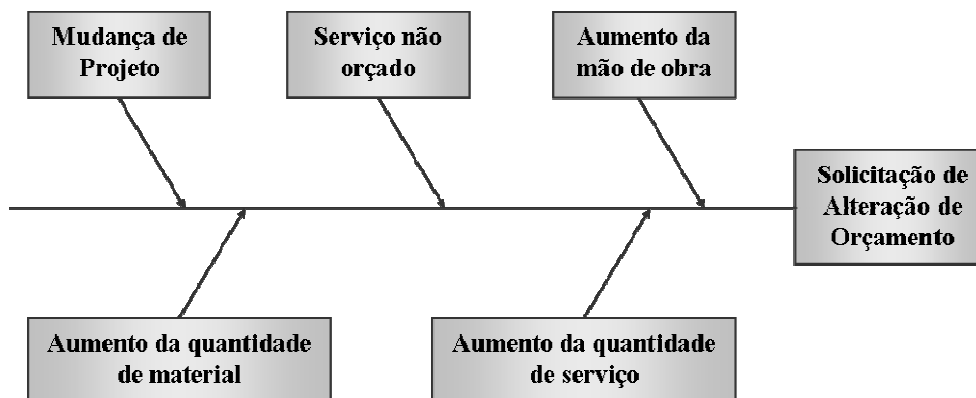 Mudança de
Projeto
Serviço não
orçado
Aumento da
mão de obra
Solicitação de
Alteração de
Orçamento
Aumento da quantidade
de material
Aumento da quantidade
de serviço